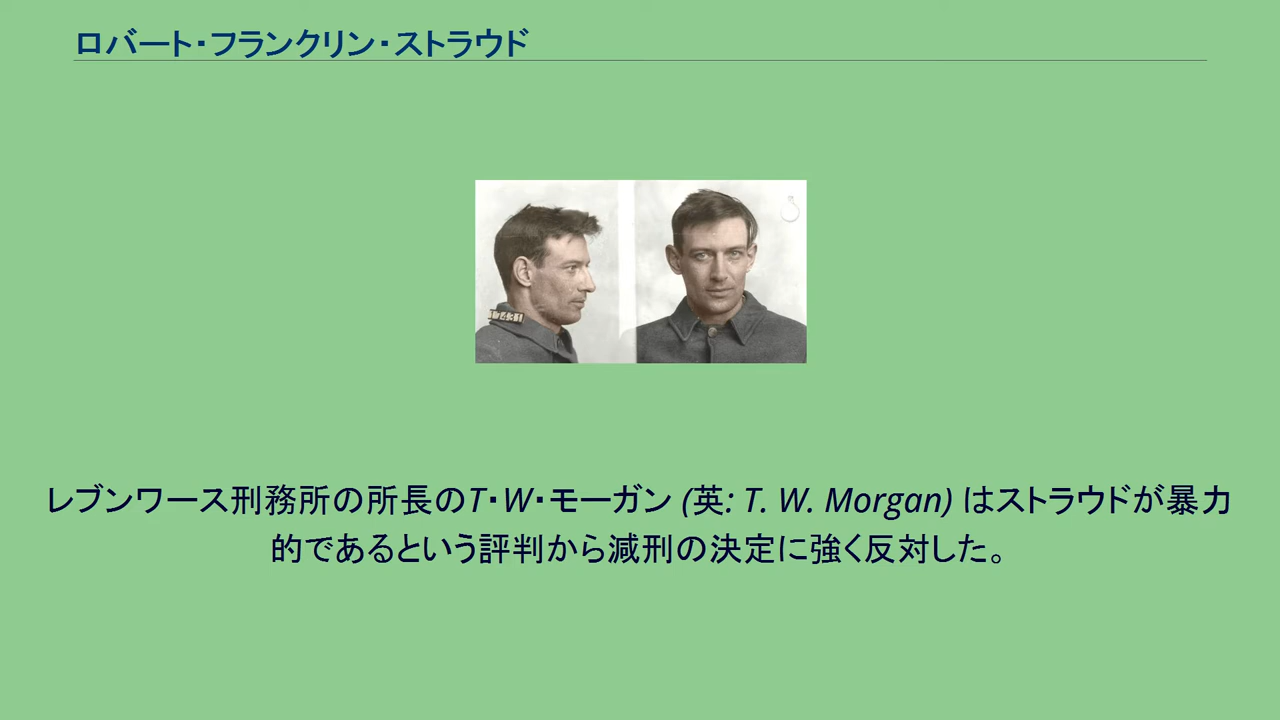 ロバート・フランクリン・ストラウド
レブンワース刑務所の所長のT・W・モーガン (英: T. W. Morgan) はストラウドが暴力
的であるという評判から減刑の決定に強く反対した。